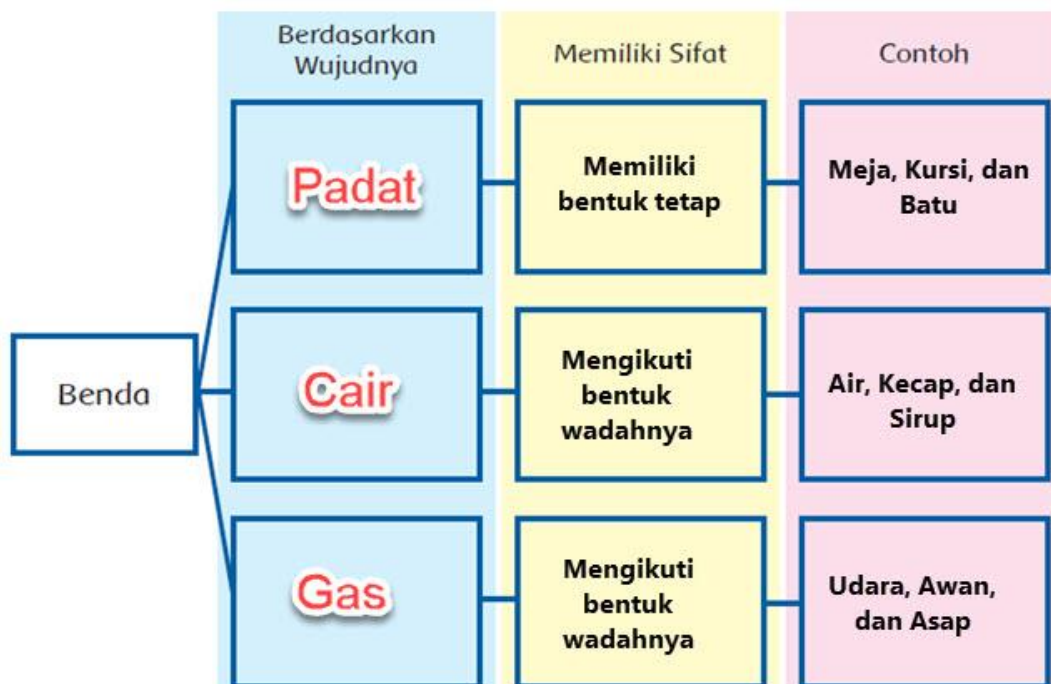 Berdasarkan
Wujudnya
Memiliki Sifat
Contoh
Benda
Padat
Memiliki
bentuk tetap
Meja, Kursi, dan
Batu
Cair
Mengikuti
bentuk
wadahnya
Air, Kecap, dan
Sirup
Gas
Mengikuti
bentuk
wadahnya
Udara, Awan,
dan Asap